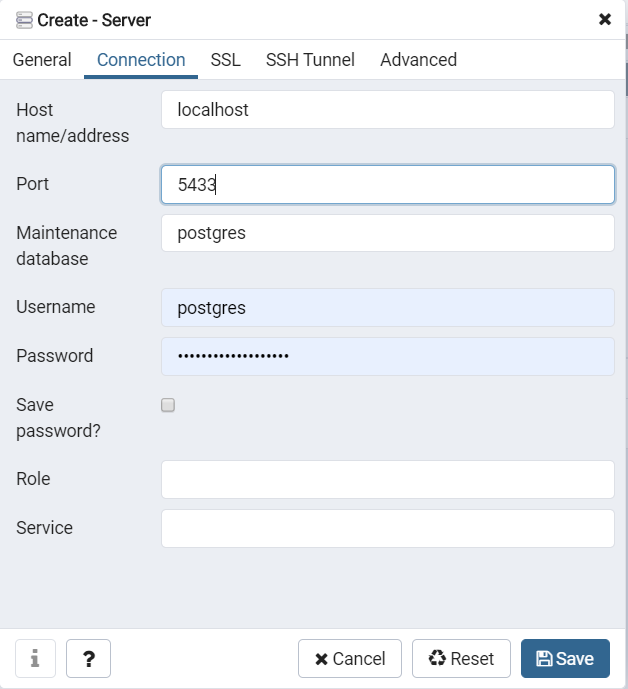 Create - Server
General Connection SSL SSH Tunnel Advanced
Host
name/address
localhost
Port
5433
Maintenance
database
postgres
Username
postgres
Password
•••••••••••••••••••
Save
password?
Role
Service
i ? Cancel Reset Save